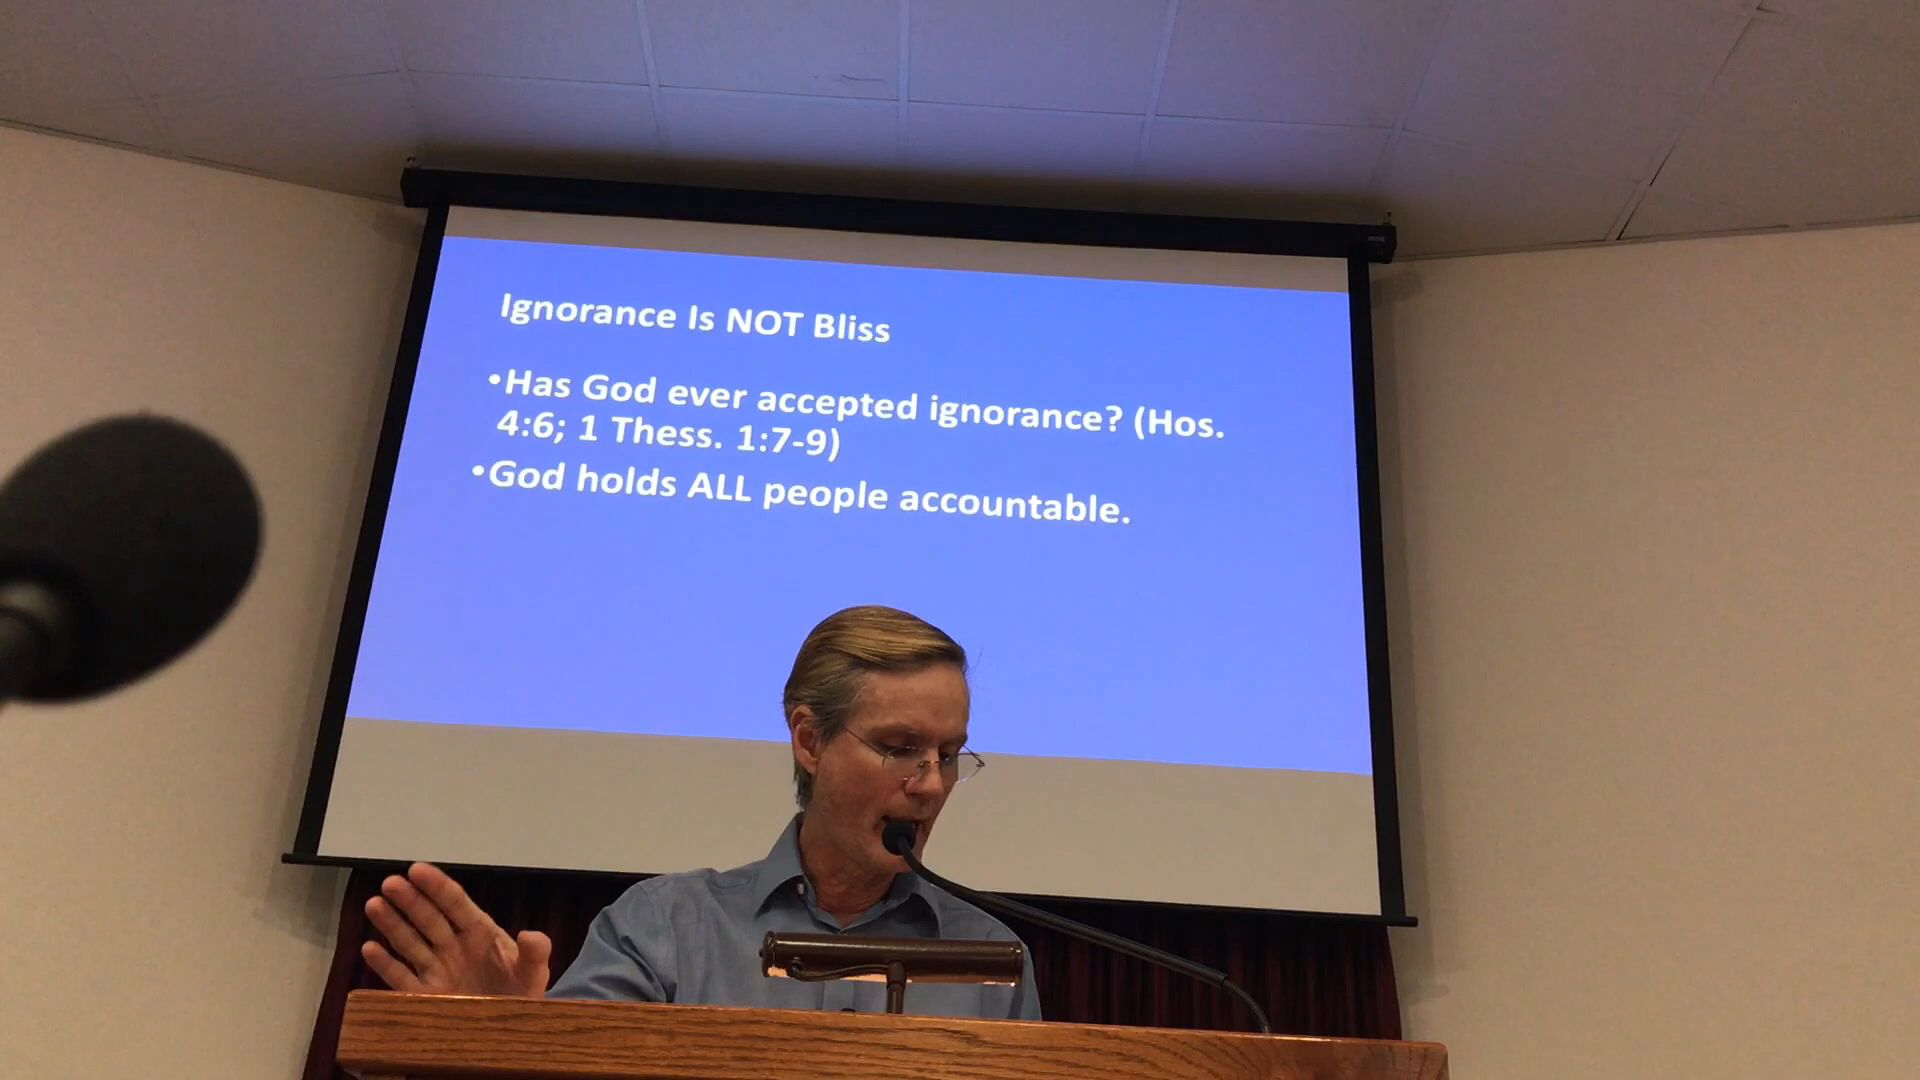 Ignorance Is NOT Bliss
•Has God ever accepted ignorance? (Hos.
4:6; 1 Thess. 1:7-9)
•God holds ALL people accountable.